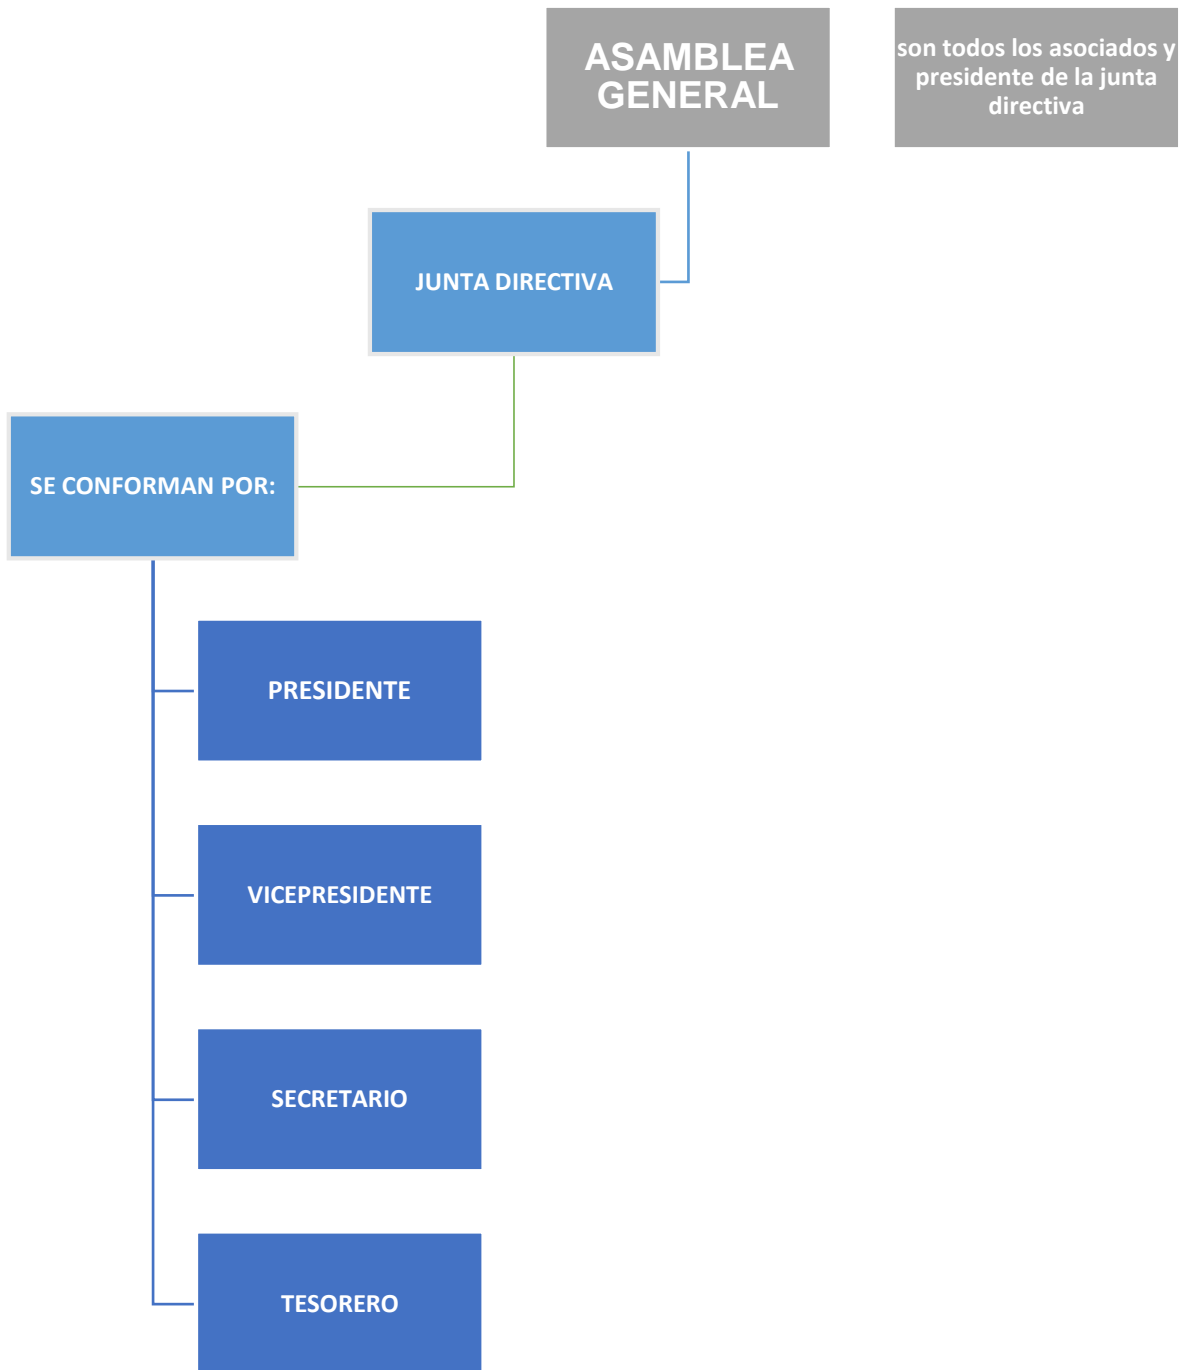 ASAMBLEA
GENERAL
son todos los asociados y
presidente de la junta
directiva
JUNTA DIRECTIVA
SE CONFORMAN POR:
PRESIDENTE
VICEPRESIDENTE
SECRETARIO
TESORERO